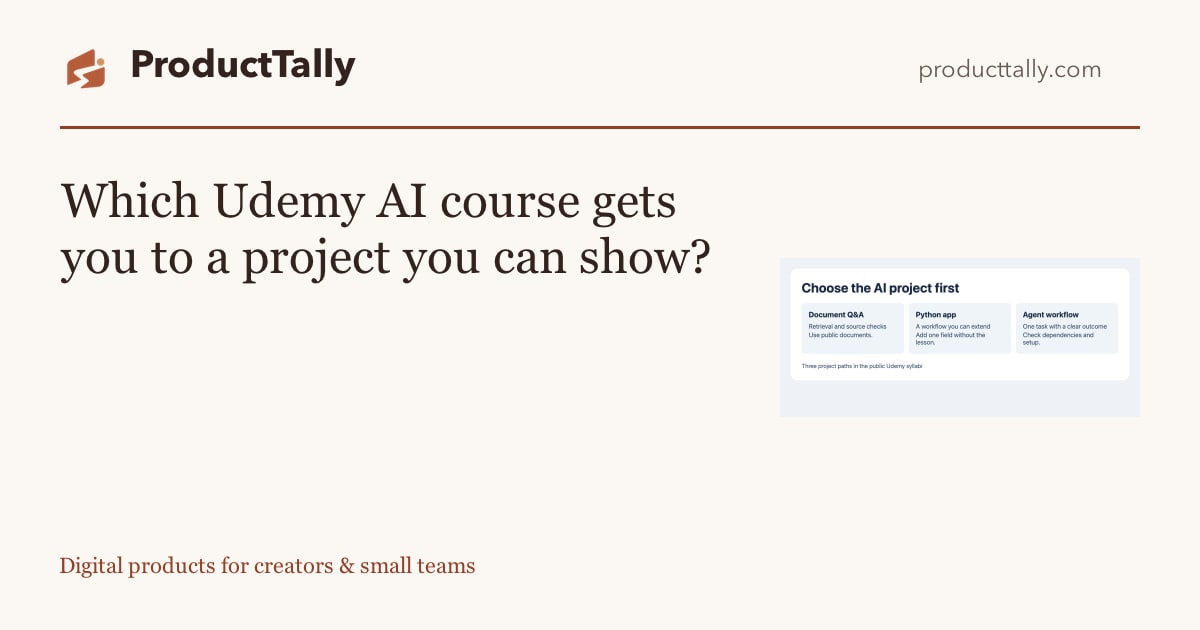 ProductTally
producttally.com
Which Udemy AI course gets
you to a project you can show?
Choose the AI project first
Document Q&A
Retrieval and source checks
Use public documents.
Python app
A workflow you can extend
Add one field without the
lesson.
Agent workflow
One task with a clear outcome
Check dependencies and
setup.
Three project paths in the public Udemy syllabi
Digital products for creators & small teams